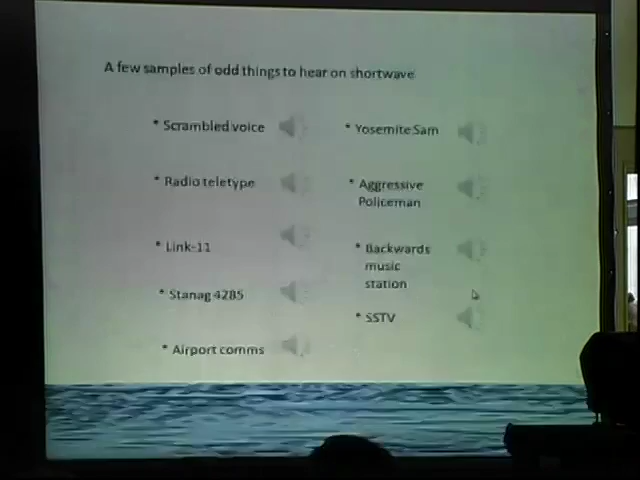 A few samples of odd things to hear on shortwave
* Scrambled voice
* Radio teletype
* Link-11
* Stanag 4285
* Airport comms
* Yosemite Sam
* Aggressive
Policeman
* Backwards
music
station
* SSTV